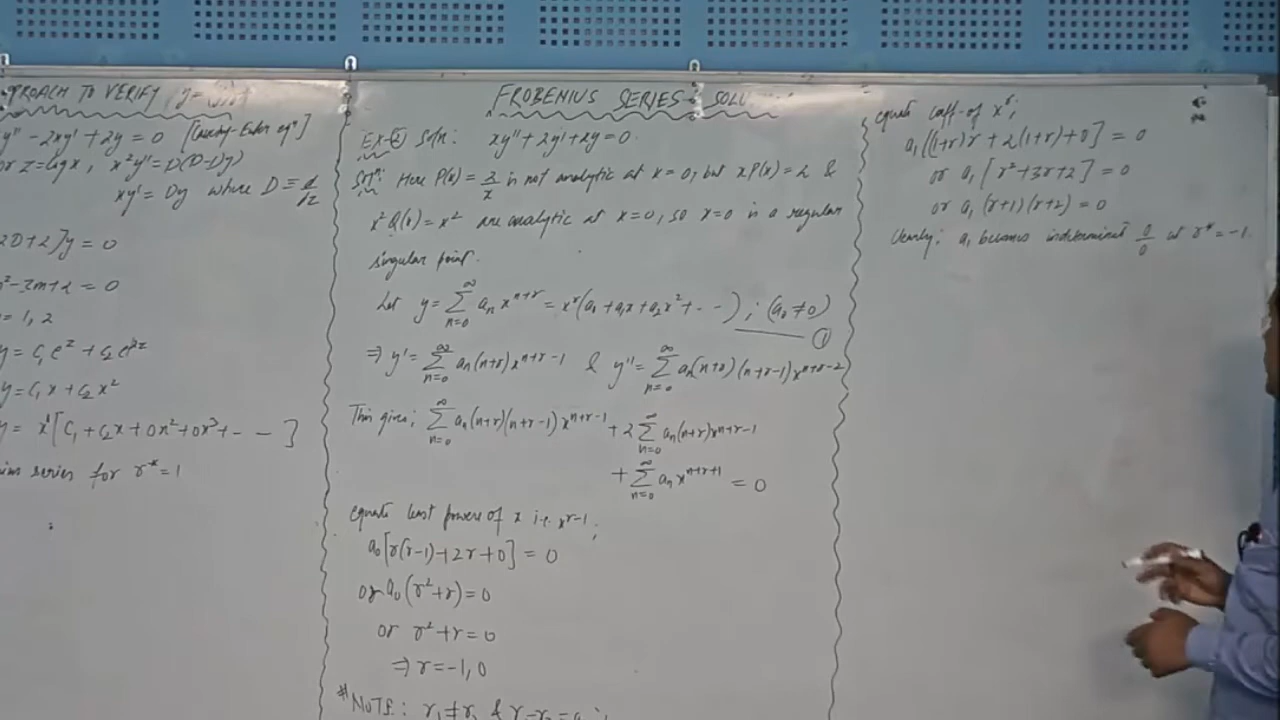 PROACH TO VERIFY
y'' - 2xy' + 2y = 0 [Cauchy-Euler eqⁿ]
or z = log x, x²y'' = D(D-1)y
xy' = Dy where D ≡ d/dz
2D+2]y = 0
m² - 3m + 2 = 0
= 1, 2
y = c₁e^z + c₂e^2z
y = c₁x + c₂x²
y = x¹[c₁ + c₂x + 0x² + 0x³ + - - ]
series for r* = 1
FROBENIUS SERIES SOLU
EX-② Solⁿ: xy'' + 2y' + xy = 0
Solⁿ: Here P(x) = 2/x is not analytic at x = 0, but xP(x) = 2 &
x²Q(x) = x² are analytic at x = 0, so x = 0 is a regular
singular point.
Let y = Σ_{n=0}^∞ aₙ x^{n+r} = x^r(a₀ + a₁x + a₂x² + - -) ; (a₀ ≠ 0) — ①
⇒ y' = Σ_{n=0}^∞ aₙ(n+r)x^{n+r-1} & y'' = Σ_{n=0}^∞ aₙ(n+r)(n+r-1)x^{n+r-2}
This gives; Σ_{n=0}^∞ aₙ(n+r)(n+r-1)x^{n+r-1} + 2Σ_{n=0}^∞ aₙ(n+r)x^{n+r-1}
+ Σ_{n=0}^∞ aₙ x^{n+r+1} = 0
equate least powers of x i.e. x^{r-1};
a₀[r(r-1) + 2r + 0] = 0
or a₀(r² + r) = 0
or r² + r = 0
⇒ r = -1, 0
*NOTE: r₁ ≠ r₂ &
equate coeff. of x^r;
a₁[(1+r)r + 2(1+r) + 0] = 0
or a₁[r² + 3r + 2] = 0
or a₁(r+1)(r+2) = 0
Clearly; a₁ becomes indeterminate 0/0 at r* = -1.